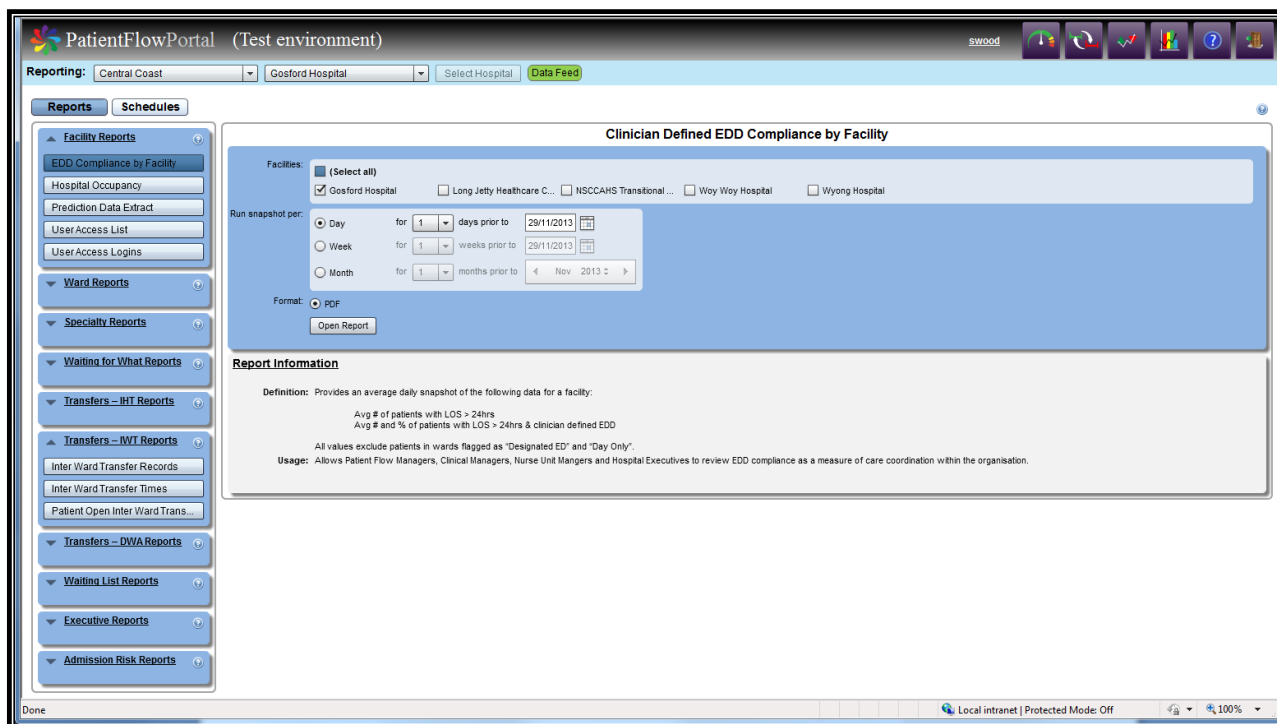 PatientFlowPortal (Test environment)
swood
Reporting: Central Coast Gosford Hospital Select Hospital Data Feed
Reports Schedules
Facility Reports
EDD Compliance by Facility
Hospital Occupancy
Prediction Data Extract
User Access List
User Access Logins
Ward Reports
Specialty Reports
Waiting for What Reports
Transfers – IHT Reports
Transfers – IWT Reports
Inter Ward Transfer Records
Inter Ward Transfer Times
Patient Open Inter Ward Trans...
Transfers – DWA Reports
Waiting List Reports
Executive Reports
Admission Risk Reports
Clinician Defined EDD Compliance by Facility
Facilities: (Select all)
Gosford Hospital Long Jetty Healthcare C... NSCCAHS Transitional ... Woy Woy Hospital Wyong Hospital
Run snapshot per:
Day for 1 days prior to 29/11/2013
Week for 1 weeks prior to 29/11/2013
Month for 1 months prior to Nov 2013
Format: PDF
Open Report
Report Information
Definition: Provides an average daily snapshot of the following data for a facility:
Avg # of patients with LOS > 24hrs
Avg # and % of patients with LOS > 24hrs & clinician defined EDD
All values exclude patients in wards flagged as “Designated ED” and “Day Only”.
Usage: Allows Patient Flow Managers, Clinical Managers, Nurse Unit Mangers and Hospital Executives to review EDD compliance as a measure of care coordination within the organisation.
Done Local intranet | Protected Mode: Off 100%